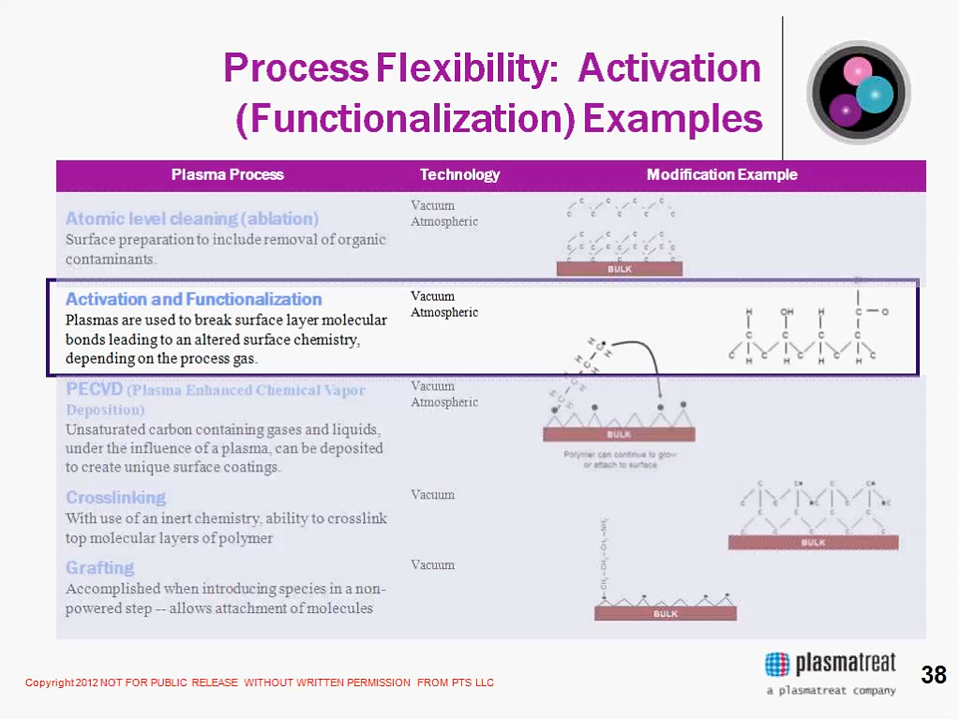 Process Flexibility: Activation
(Functionalization) Examples
Plasma Process Technology Modification Example
Atomic level cleaning (ablation)
Surface preparation to include removal of organic
contaminants.
Vacuum
Atmospheric
BULK
Activation and Functionalization
Plasmas are used to break surface layer molecular
bonds leading to an altered surface chemistry,
depending on the process gas.
Vacuum
Atmospheric
H OH H C O
C C C C
C H C H C H C H C
PECVD (Plasma Enhanced Chemical Vapor
Deposition)
Unsaturated carbon containing gases and liquids,
under the influence of a plasma, can be deposited
to create unique surface coatings.
Vacuum
Atmospheric
BULK
Polymer can continue to grow
or attach to surface
Crosslinking
With use of an inert chemistry, ability to crosslink
top molecular layers of polymer
Vacuum
BULK
Grafting
Accomplished when introducing species in a non-
powered step -- allows attachment of molecules
Vacuum
CH₂—CH₂—CH₂—NH₂
BULK
Copyright 2012 NOT FOR PUBLIC RELEASE WITHOUT WRITTEN PERMISSION FROM PTS LLC
plasmatreat
a plasmatreat company
38